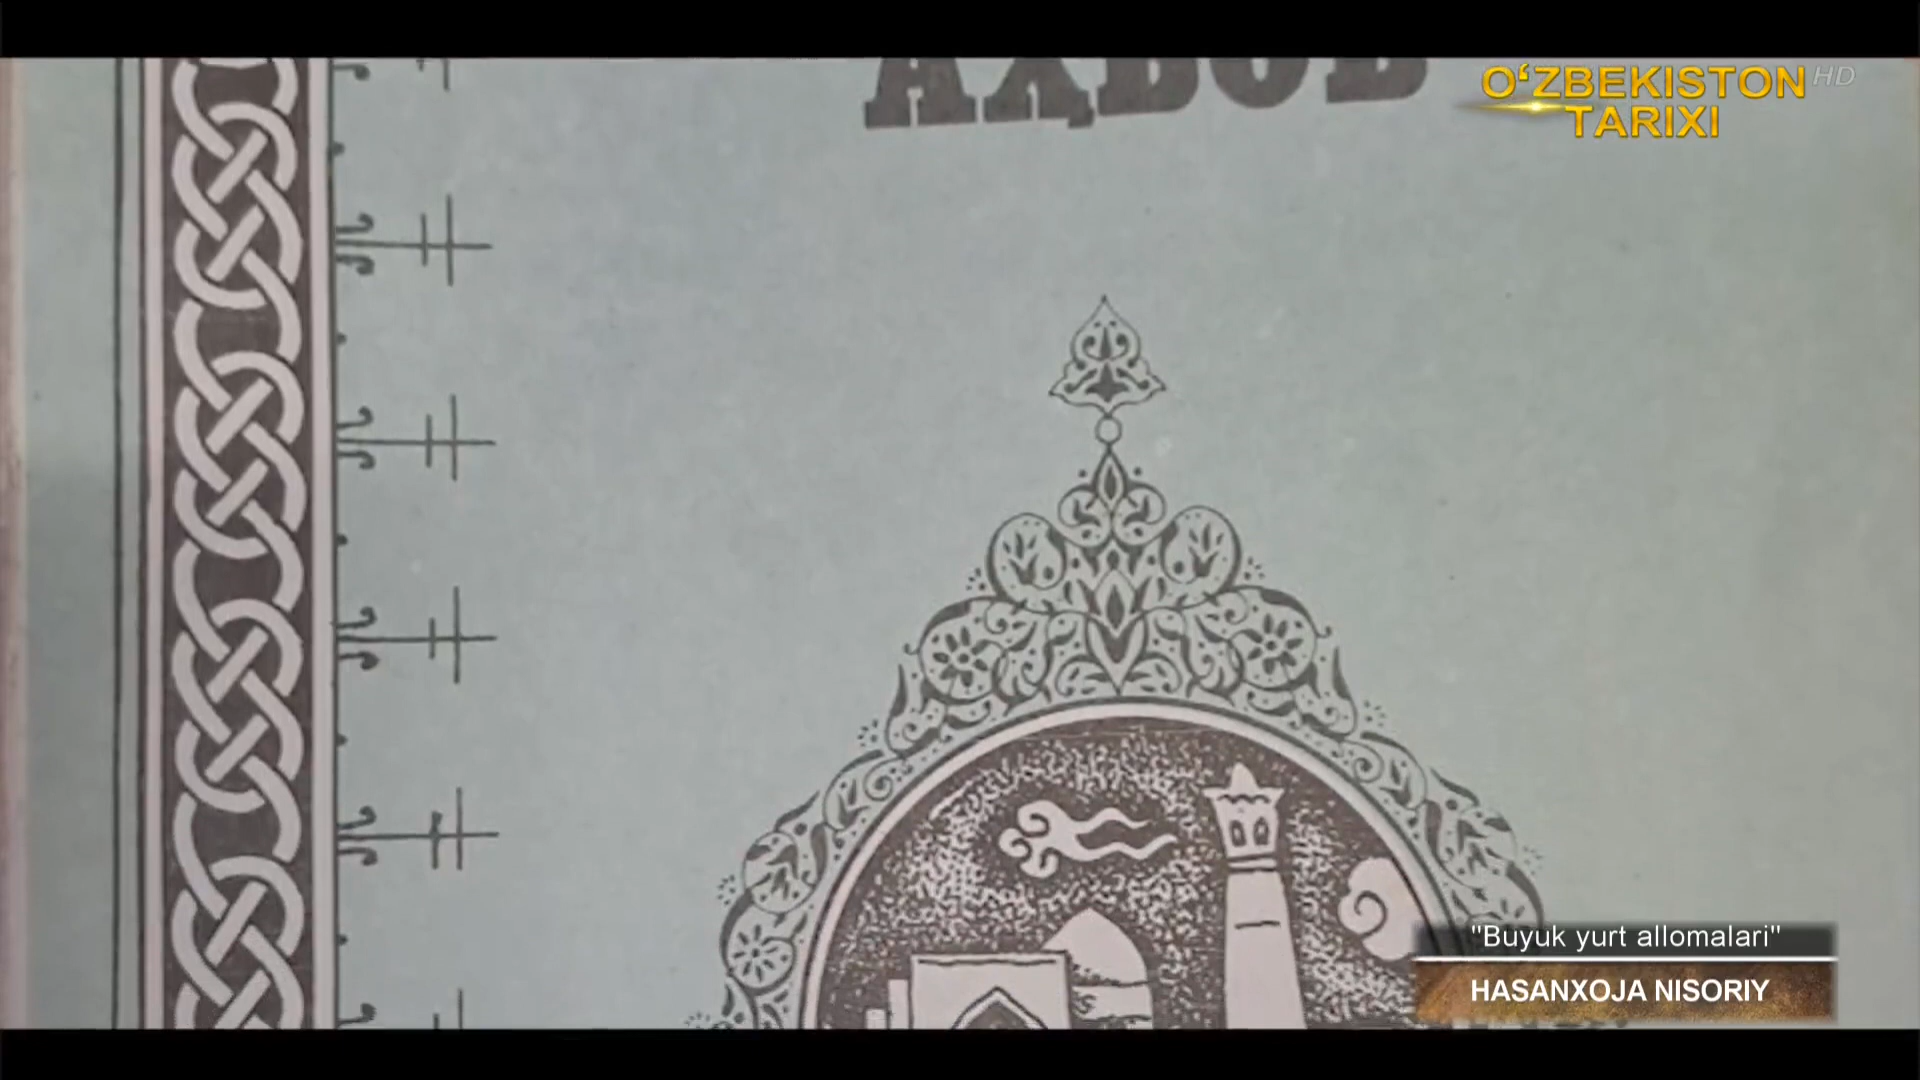 АҲБОБ
O‘ZBEKISTON HD
TARIXI
"Buyuk yurt allomalari"
HASANXOJA NISORIY